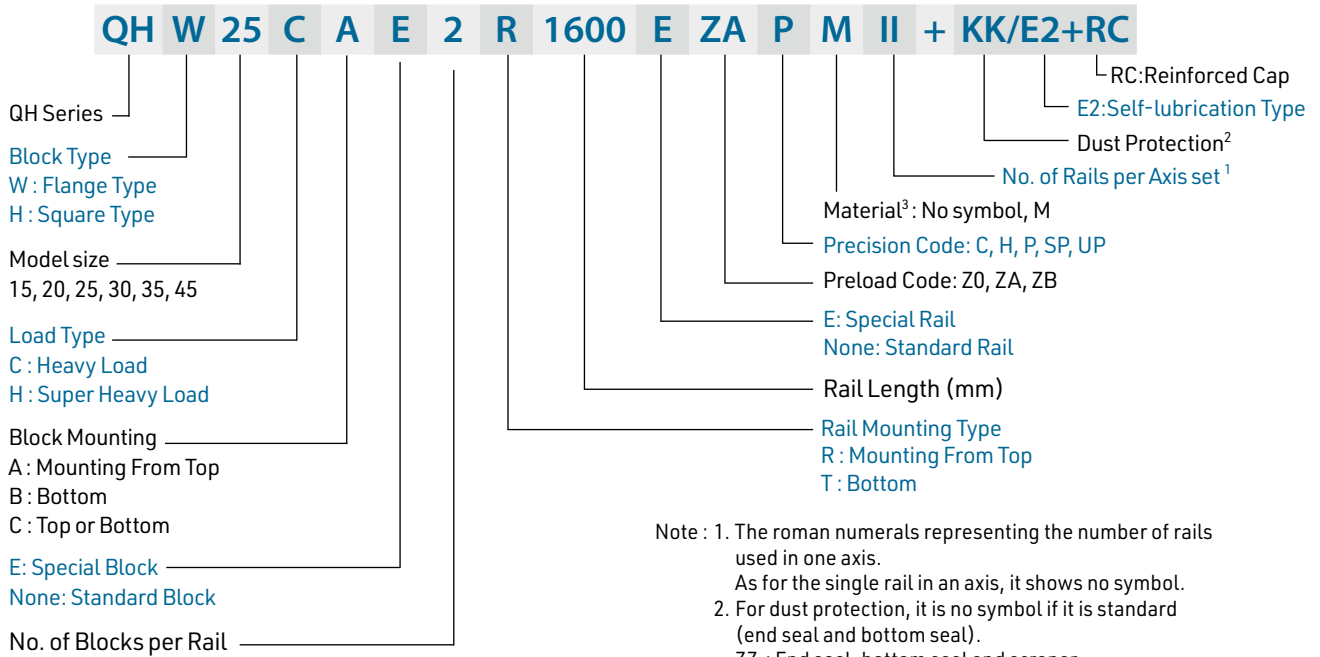 QH W 25 C A E 2 R 1600 E ZA P M II + KK/E2+RC
QH Series
Block Type
W : Flange Type
H : Square Type
Model size
15, 20, 25, 30, 35, 45
Load Type
C : Heavy Load
H : Super Heavy Load
Block Mounting
A : Mounting From Top
B : Bottom
C : Top or Bottom
E: Special Block
None: Standard Block
No. of Blocks per Rail
RC:Reinforced Cap
E2:Self-lubrication Type
Dust Protection2
No. of Rails per Axis set 1
Material3 : No symbol, M
Precision Code: C, H, P, SP, UP
Preload Code: Z0, ZA, ZB
E: Special Rail
None: Standard Rail
Rail Length (mm)
Rail Mounting Type
R : Mounting From Top
T : Bottom
Note : 1. The roman numerals representing the number of rails
used in one axis.
As for the single rail in an axis, it shows no symbol.
2. For dust protection, it is no symbol if it is standard
(end seal and bottom seal).
ZZ : End seal, bottom seal and scraper